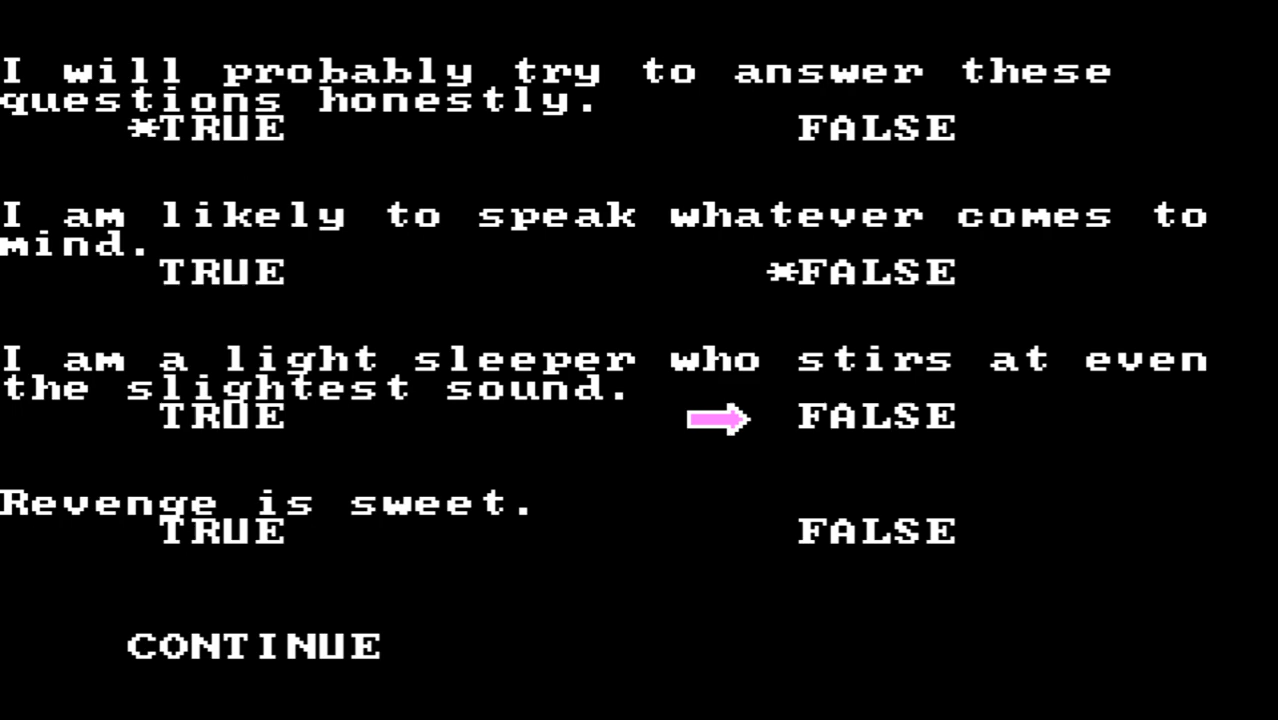 I will probably try to answer these
questions honestly.
*TRUE FALSE
I am likely to speak whatever comes to
mind.
TRUE *FALSE
I am a light sleeper who stirs at even
the slightest sound.
TRUE FALSE
Revenge is sweet.
TRUE FALSE
CONTINUE